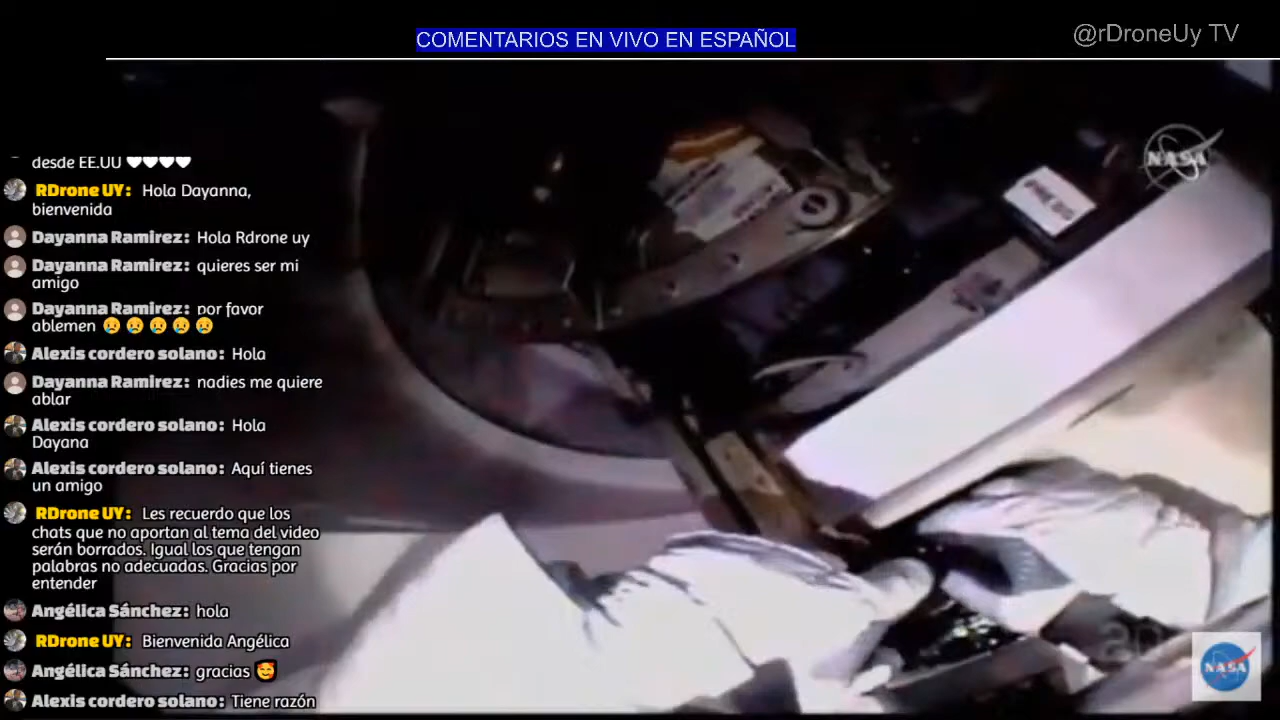 COMENTARIOS EN VIVO EN ESPAÑOL
@rDroneUy TV
desde EE.UU 🤍🤍🤍🤍
RDrone UY: Hola Dayanna,
bienvenida
Dayanna Ramirez: Hola Rdrone uy
Dayanna Ramirez: quieres ser mi
amigo
Dayanna Ramirez: por favor
ablemen 😢😢😢😢😢
Alexis cordero solano: Hola
Dayanna Ramirez: nadies me quiere
ablar
Alexis cordero solano: Hola
Dayana
Alexis cordero solano: Aquí tienes
un amigo
RDrone UY: Les recuerdo que los
chats que no aportan al tema del video
serán borrados. Igual los que tengan
palabras no adecuadas. Gracias por
entender
Angélica Sánchez: hola
RDrone UY: Bienvenida Angélica
Angélica Sánchez: gracias 🥰
Alexis cordero solano: Tiene razón
NASA
NASA